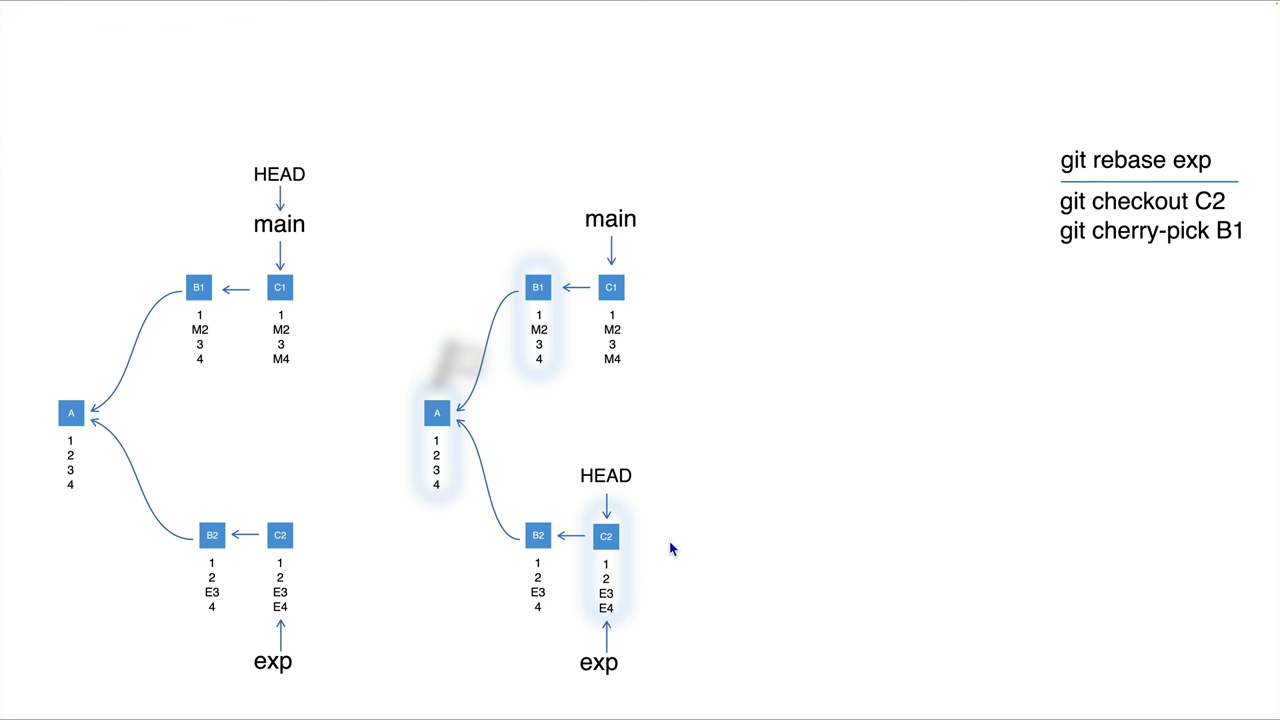 git rebase exp
git checkout C2
git cherry-pick B1
HEAD
main
B1
C1
1
M2
3
4
1
M2
3
M4
A
1
2
3
4
B2
C2
1
2
E3
4
1
2
E3
E4
exp
main
B1
C1
1
M2
3
4
1
M2
3
M4
A
1
2
3
4
HEAD
B2
C2
1
2
E3
4
1
2
E3
E4
exp